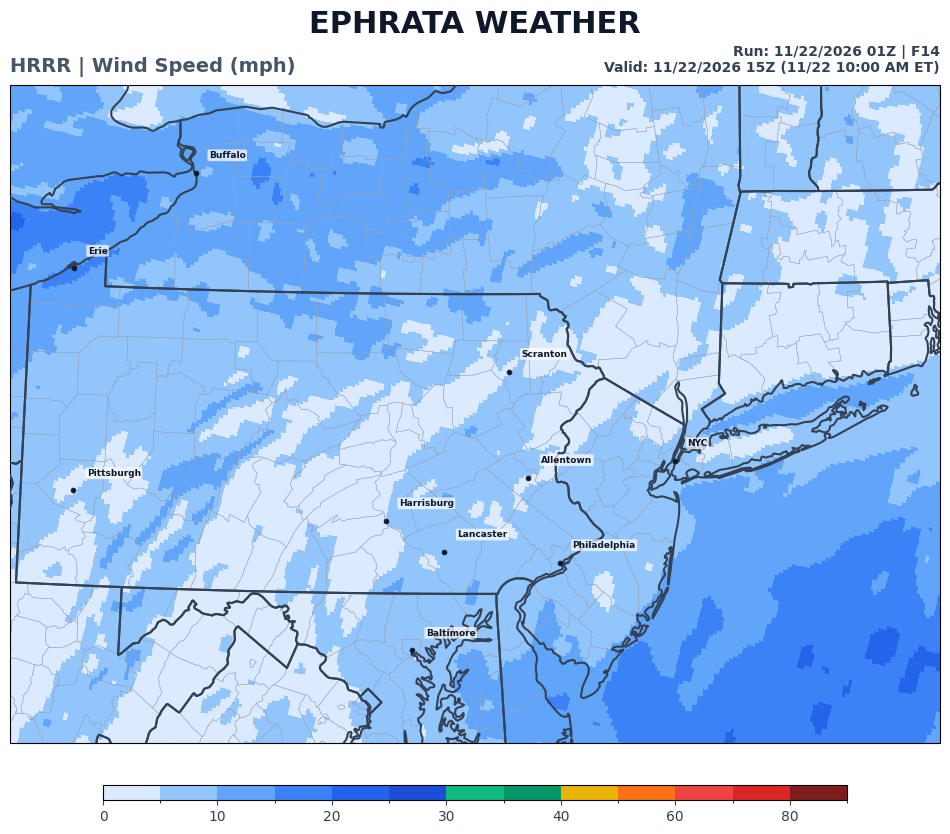 EPHRATA WEATHER
HRRR | Wind Speed (mph)
Run: 11/22/2026 01Z | F14
Valid: 11/22/2026 15Z (11/22 10:00 AM ET)
Buffalo
Erie
Scranton
NYC
Allentown
Pittsburgh
Harrisburg
Lancaster
Philadelphia
Baltimore
0 10 20 30 40 60 80